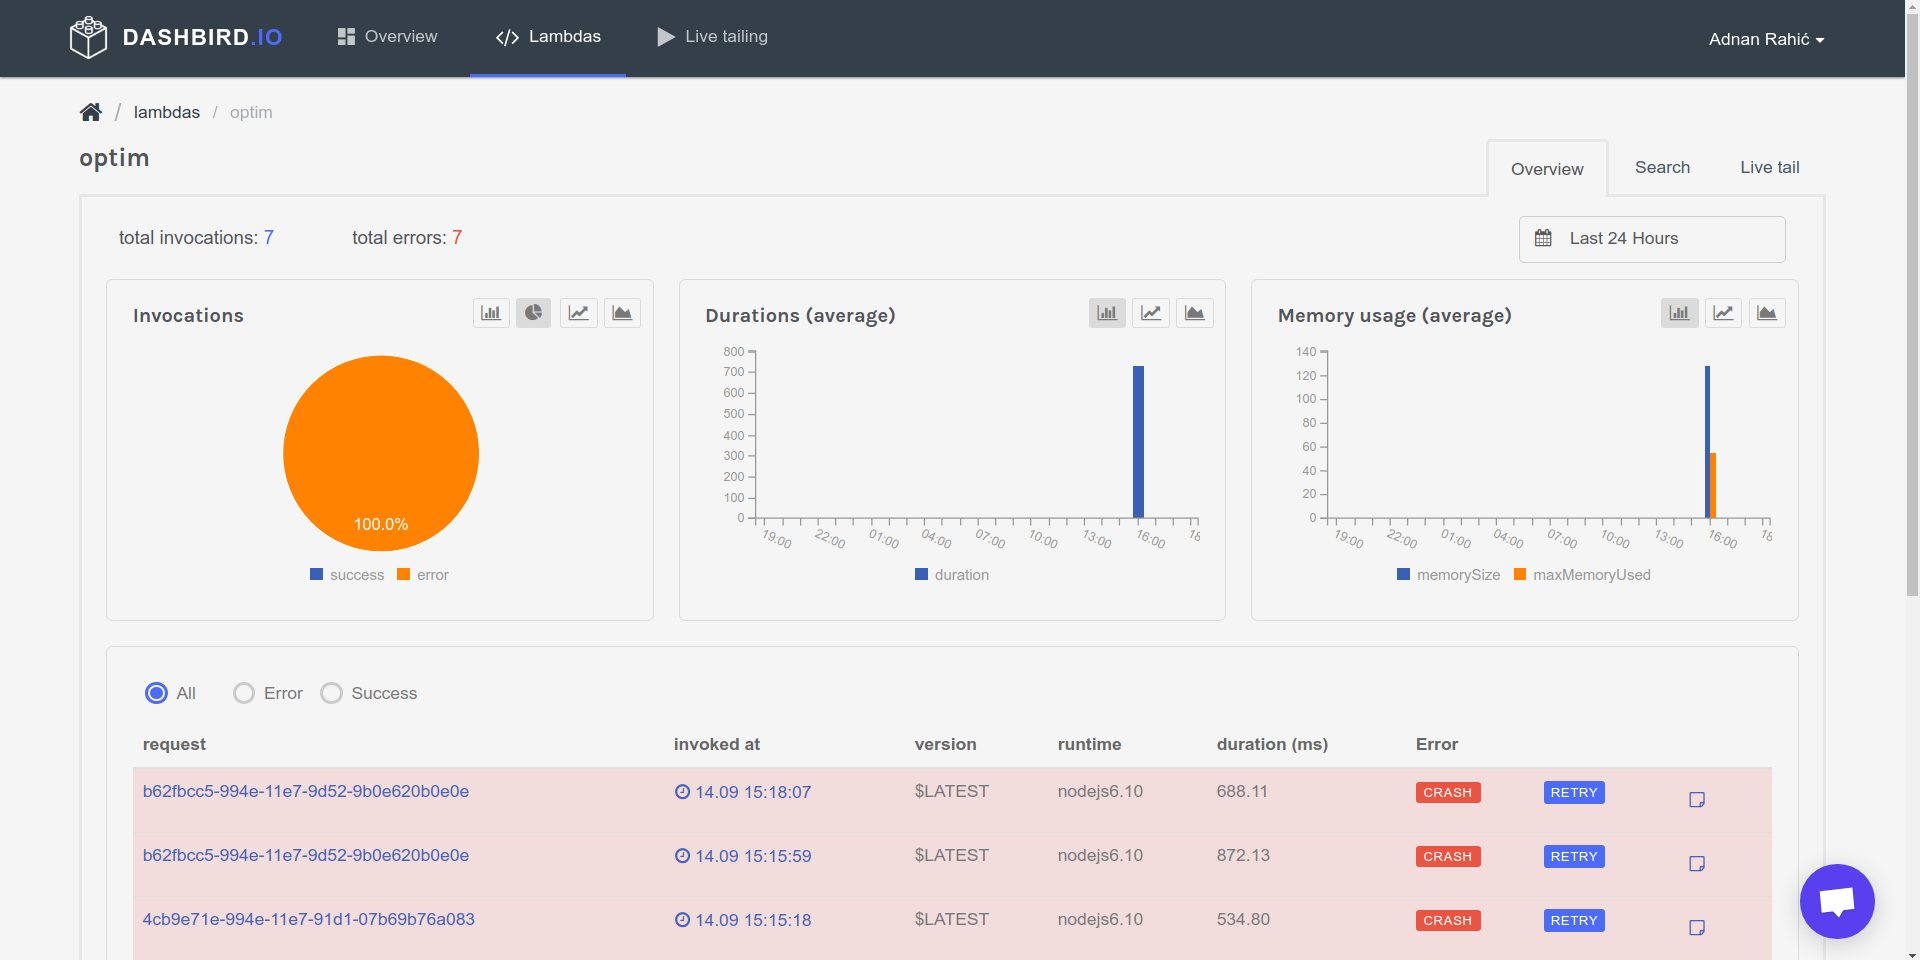 DASHBIRD.IO Overview Lambdas Live tailing Adnan Rahić
/ lambdas / optim
optim
Overview Search Live tail
total invocations: 7 total errors: 7 Last 24 Hours
Invocations
100.0%
success error
Durations (average)
800
700
600
500
400
300
200
100
0
19:00 22:00 01:00 04:00 07:00 10:00 13:00 16:00 18
duration
Memory usage (average)
140
120
100
80
60
40
20
0
19:00 22:00 01:00 04:00 07:00 10:00 13:00 16:00 18
memorySize maxMemoryUsed
All Error Success
request invoked at version runtime duration (ms) Error
b62fbcc5-994e-11e7-9d52-9b0e620b0e0e 14.09 15:18:07 $LATEST nodejs6.10 688.11 CRASH RETRY
b62fbcc5-994e-11e7-9d52-9b0e620b0e0e 14.09 15:15:59 $LATEST nodejs6.10 872.13 CRASH RETRY
4cb9e71e-994e-11e7-91d1-07b69b76a083 14.09 15:15:18 $LATEST nodejs6.10 534.80 CRASH RETRY